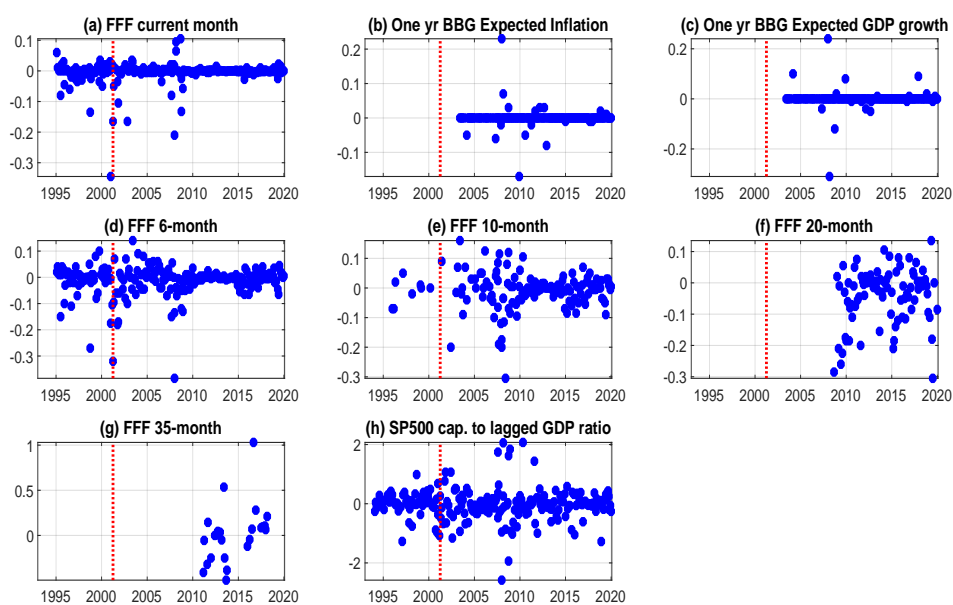 (a) FFF current month
0.1
0
-0.1
-0.2
-0.3
1995 2000 2005 2010 2015 2020
(b) One yr BBG Expected Inflation
0.2
0.1
0
-0.1
1995 2000 2005 2010 2015 2020
(c) One yr BBG Expected GDP growth
0.2
0
-0.2
1995 2000 2005 2010 2015 2020
(d) FFF 6-month
0.1
0
-0.1
-0.2
-0.3
1995 2000 2005 2010 2015 2020
(e) FFF 10-month
0.1
0
-0.1
-0.2
-0.3
1995 2000 2005 2010 2015 2020
(f) FFF 20-month
0.1
0
-0.1
-0.2
-0.3
1995 2000 2005 2010 2015 2020
(g) FFF 35-month
1
0.5
0
1995 2000 2005 2010 2015 2020
(h) SP500 cap. to lagged GDP ratio
2
0
-2
1995 2000 2005 2010 2015 2020